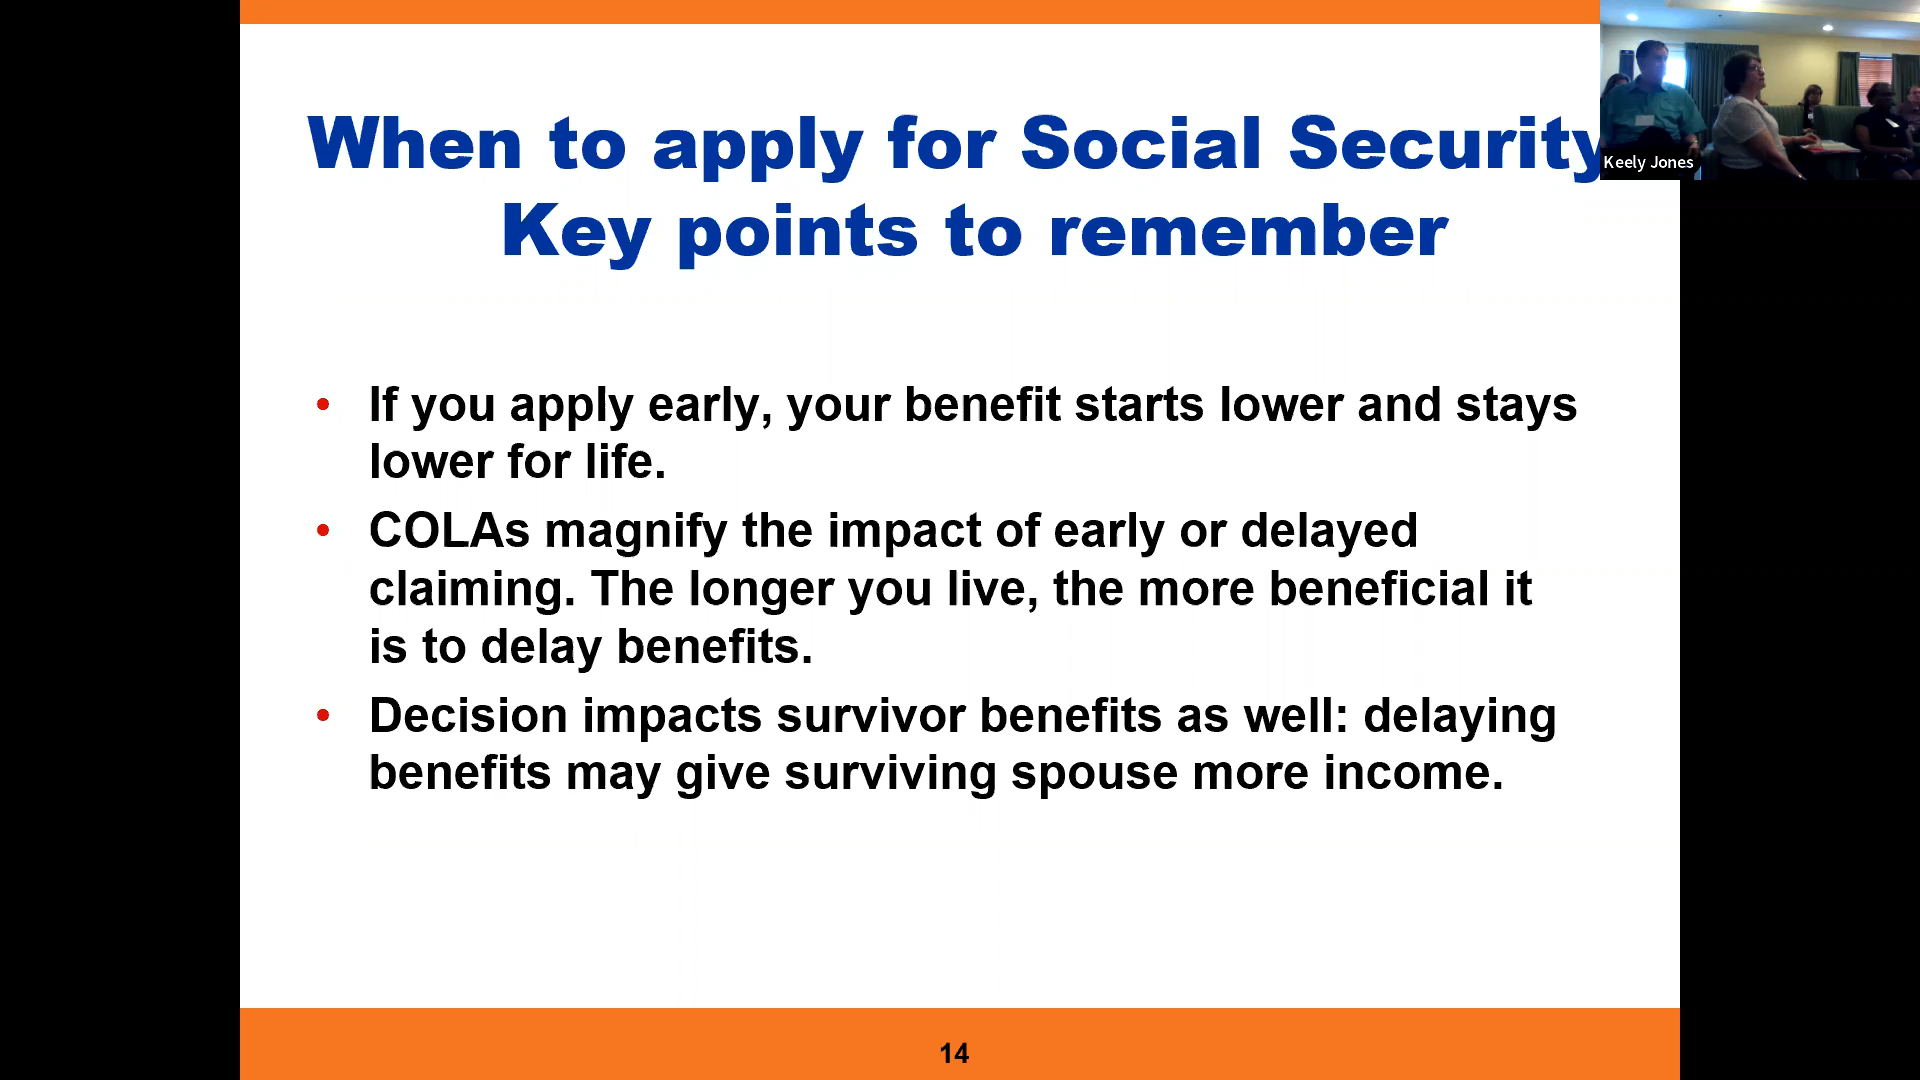 When to apply for Social Security
Key points to remember
• If you apply early, your benefit starts lower and stays
lower for life.
• COLAs magnify the impact of early or delayed
claiming. The longer you live, the more beneficial it
is to delay benefits.
• Decision impacts survivor benefits as well: delaying
benefits may give surviving spouse more income.
14
Keely Jones